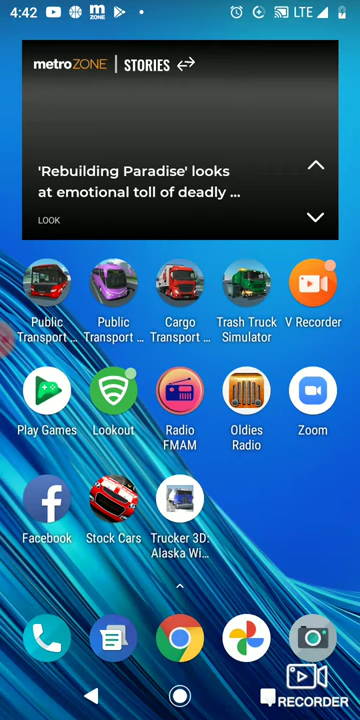 4:42 m ZONE LTE
metroZONE | STORIES
'Rebuilding Paradise' looks
at emotional toll of deadly ...
LOOK
Public Transport ...
Public Transport ...
Cargo Transport ...
Trash Truck Simulator
V Recorder
Play Games
Lookout
Radio FMAM
Oldies Radio
Zoom
Facebook
Stock Cars
Trucker 3D: Alaska Wi...
RECORDER